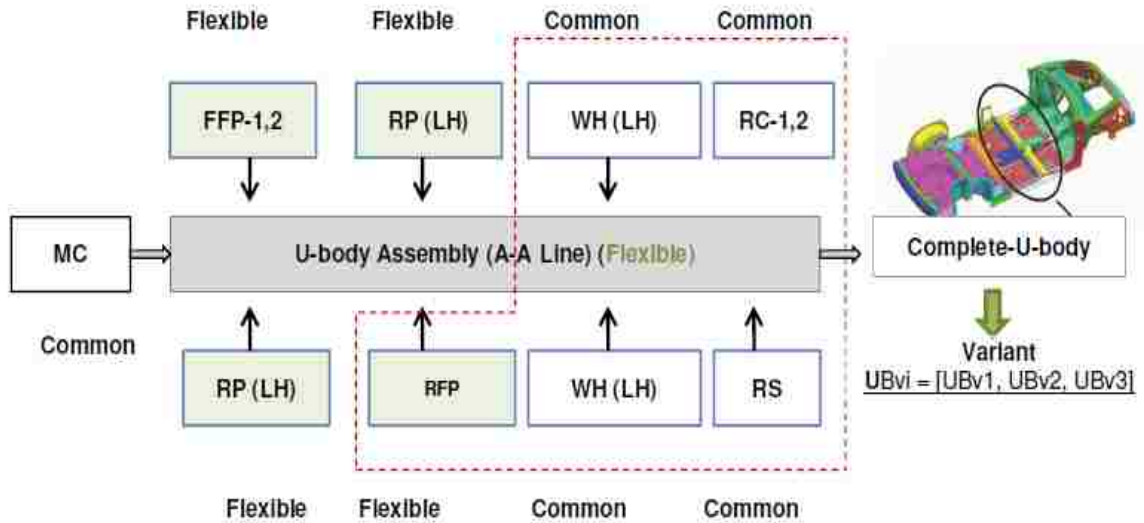 Flexible
Flexible
Common
Common
FFP-1,2
RP (LH)
WH (LH)
RC-1,2
MC
U-body Assembly (A-A Line) (Flexible)
Complete-U-body
Common
RP (LH)
RFP
WH (LH)
RS
Variant
UBvi = [UBv1, UBv2, UBv3]
Flexible
Flexible
Common
Common